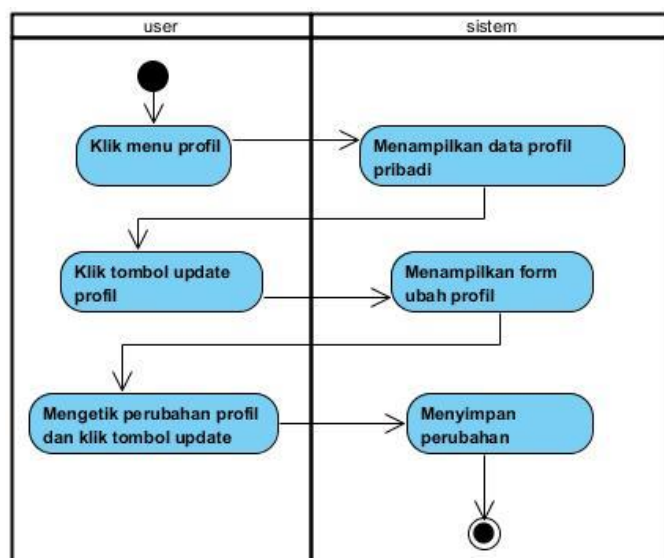 user
sistem
Klik menu profil
Menampilkan data profil
pribadi
Klik tombol update
profil
Menampilkan form
ubah profil
Mengetik perubahan profil
dan klik tombol update
Menyimpan
perubahan